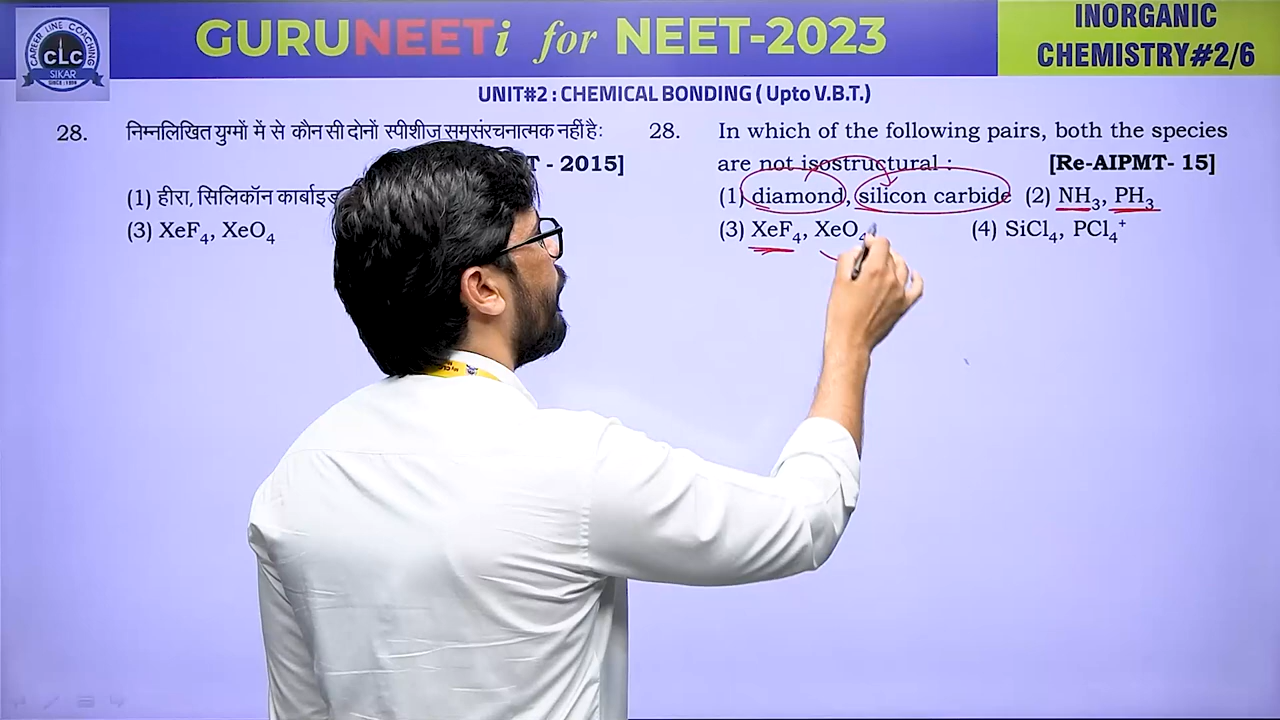 CAREER LINE COACHING
CLC
SIKAR
SINCE : 1996
GURUNEETi for NEET-2023
INORGANIC
CHEMISTRY#2/6
UNIT#2 : CHEMICAL BONDING ( Upto V.B.T.)
28. निम्नलिखित युग्मों में से कौन सी दोनों स्पीशीज समसंरचनात्मक नहीं है:
T - 2015]
(1) हीरा, सिलिकॉन कार्बाइड
(3) XeF₄, XeO₄
28. In which of the following pairs, both the species
are not isostructural : [Re-AIPMT- 15]
(1) diamond, silicon carbide (2) NH₃, PH₃
(3) XeF₄, XeO₄ (4) SiCl₄, PCl₄⁺